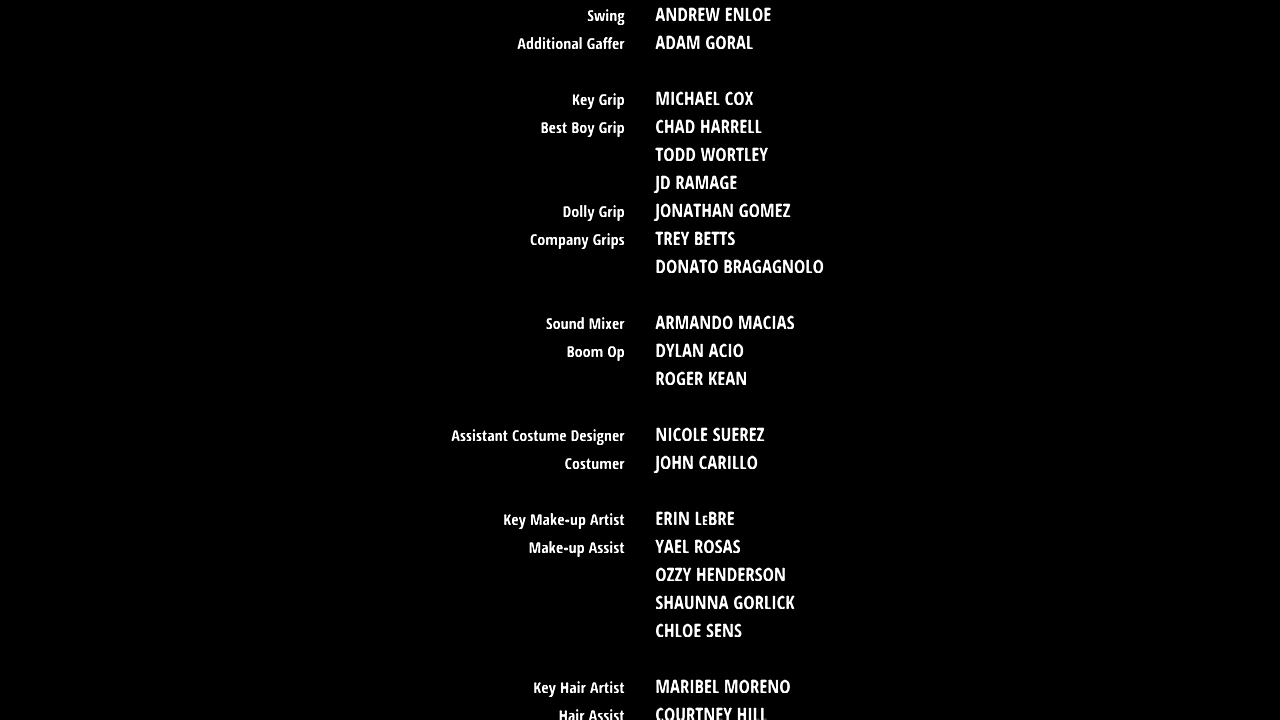 Swing ANDREW ENLOE
Additional Gaffer ADAM GORAL
Key Grip MICHAEL COX
Best Boy Grip CHAD HARRELL
TODD WORTLEY
JD RAMAGE
Dolly Grip JONATHAN GOMEZ
Company Grips TREY BETTS
DONATO BRAGAGNOLO
Sound Mixer ARMANDO MACIAS
Boom Op DYLAN ACIO
ROGER KEAN
Assistant Costume Designer NICOLE SUEREZ
Costumer JOHN CARILLO
Key Make-up Artist ERIN LEBRE
Make-up Assist YAEL ROSAS
OZZY HENDERSON
SHAUNNA GORLICK
CHLOE SENS
Key Hair Artist MARIBEL MORENO
Hair Assist COURTNEY HILL